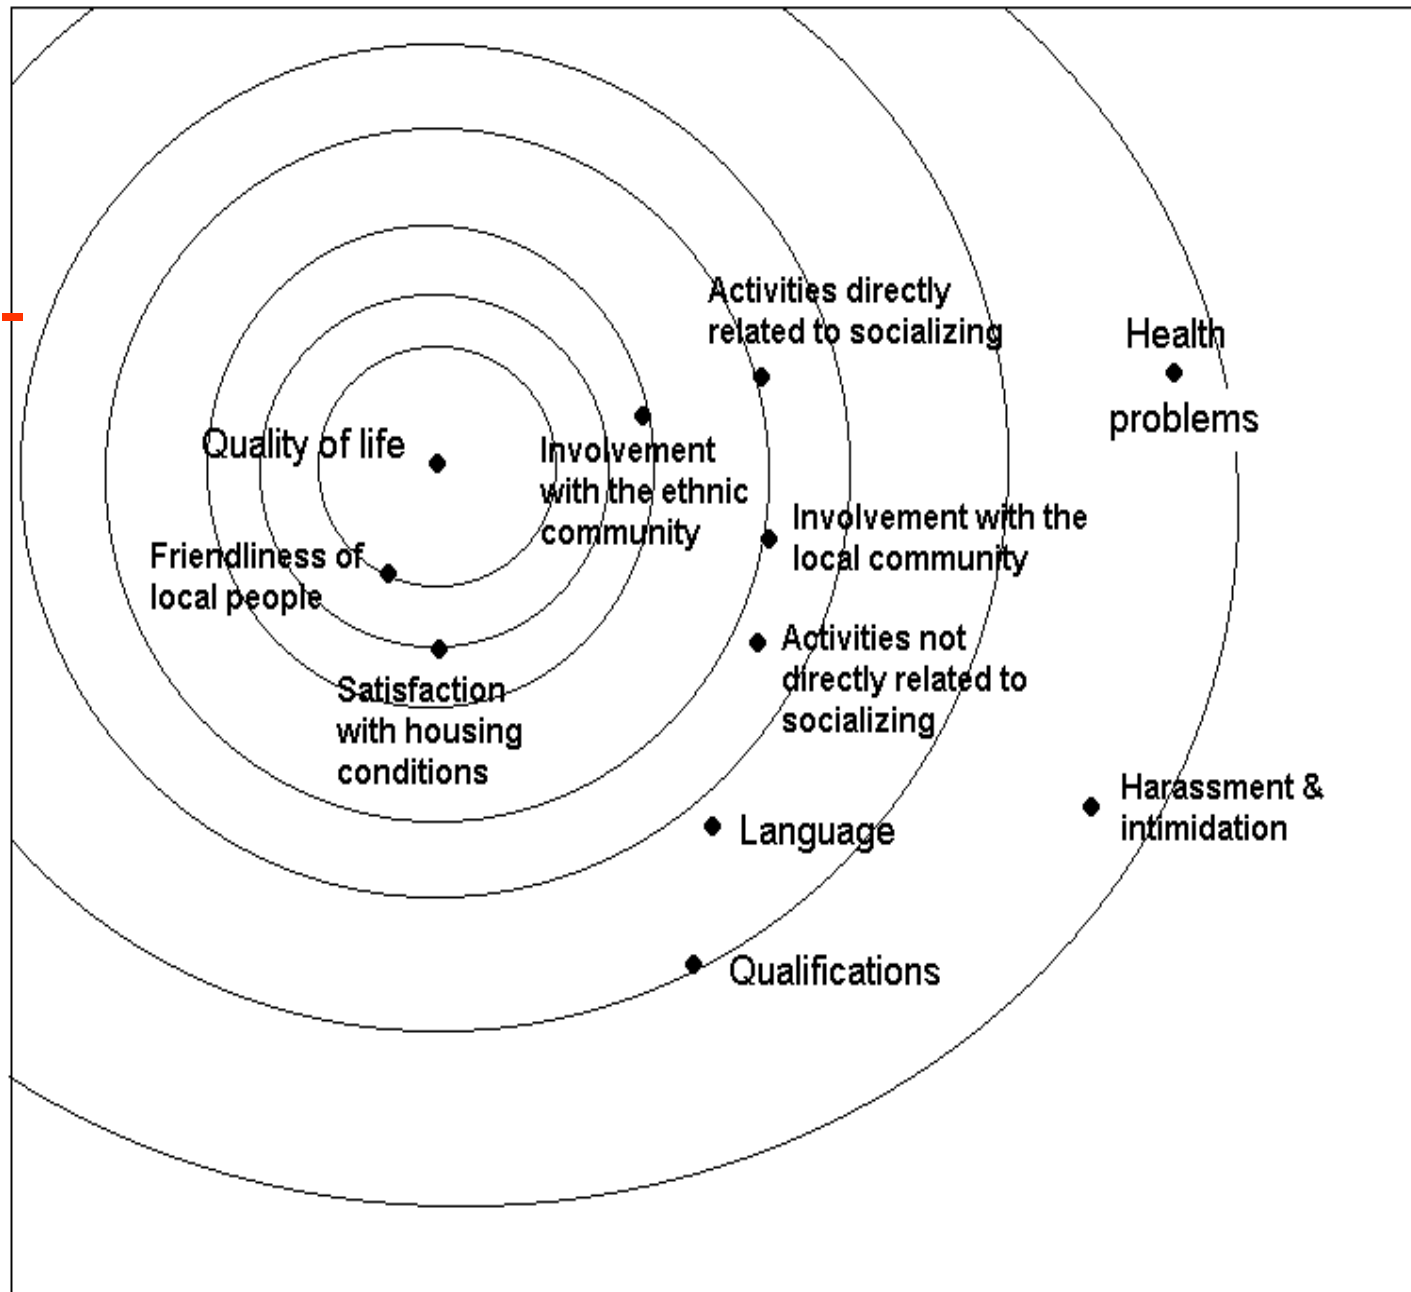 Activities directly
related to socializing
Health
problems
Quality of life
Involvement
with the ethnic
community
Involvement with the
local community
Friendliness of
local people
Activities not
directly related to
socializing
Satisfaction
with housing
conditions
Harassment &
intimidation
Language
Qualifications